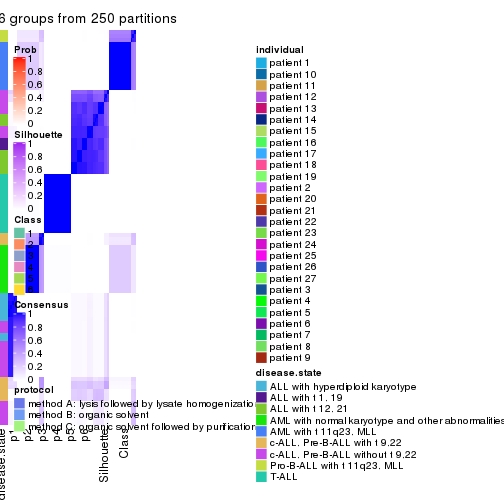 6 groups from 250 partitions
Prob
1
0.8
0.6
0.4
0.2
0
Silhouette
1
0.8
0.6
0.4
0.2
0
Class
1
2
3
4
5
6
Consensus
1
0.8
0.6
0.4
0.2
0
protocol
method A: lysis followed by lysate homogenization
method B: organic solvent
method C: organic solvent followed by purification
disease.state
p1
p2
p3
p4
p5
p6
Silhouette
Class
individual
patient 1
patient 10
patient 11
patient 12
patient 13
patient 14
patient 15
patient 16
patient 17
patient 18
patient 19
patient 2
patient 20
patient 21
patient 22
patient 23
patient 24
patient 25
patient 26
patient 27
patient 3
patient 4
patient 5
patient 6
patient 7
patient 8
patient 9
disease.state
ALL with hyperdiploid karyotype
ALL with t 1. 19
ALL with t 12. 21
AML with normal karyotype and other abnormalities
AML with t 11q23. MLL
c-ALL. Pre-B-ALL with t 9.22
c-ALL. Pre-B-ALL without t 9.22
Pro-B-ALL with t 11q23. MLL
T-ALL